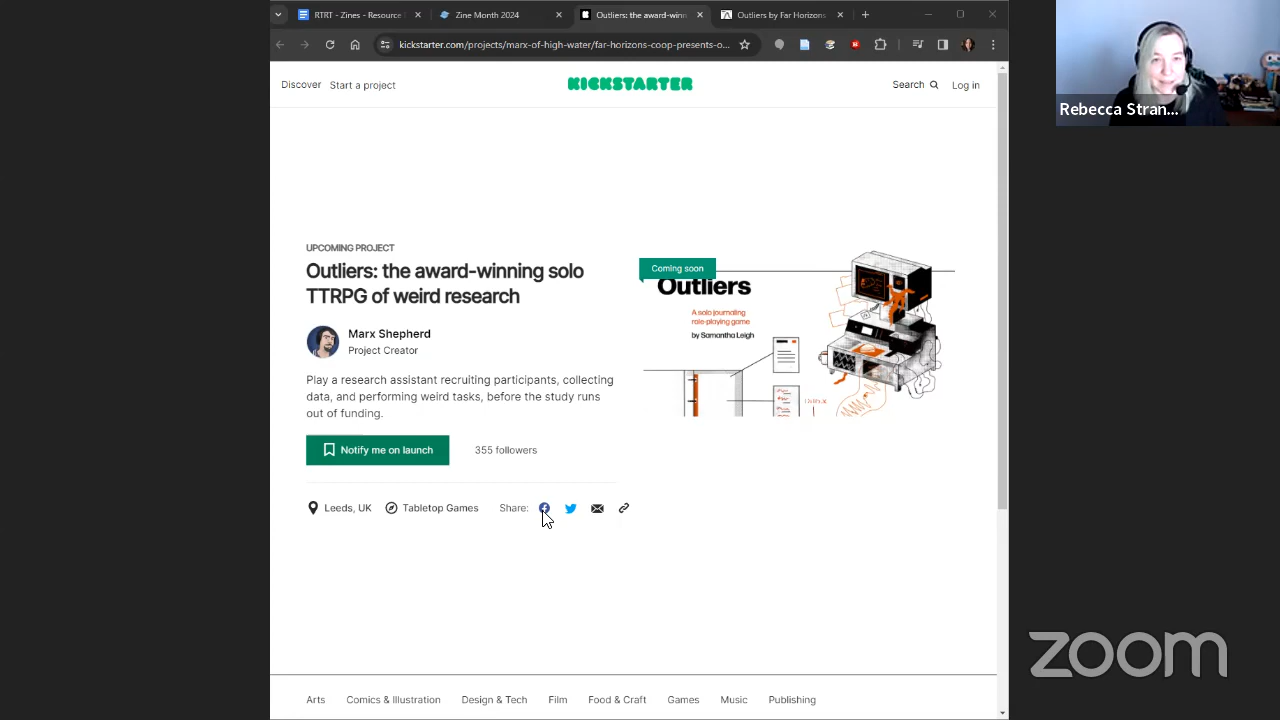 RTRT - Zines - Resource
Zine Month 2024
Outliers: the award-winn
Outliers by Far Horizons
kickstarter.com/projects/marx-of-high-water/far-horizons-coop-presents-o...
Discover
Start a project
KICKSTARTER
Search
Log in
Rebecca Stran...
UPCOMING PROJECT
Outliers: the award-winning solo
TTRPG of weird research
Marx Shepherd
Project Creator
Play a research assistant recruiting participants, collecting
data, and performing weird tasks, before the study runs
out of funding.
Notify me on launch
355 followers
Leeds, UK
Tabletop Games
Share:
Coming soon
Outliers
A solo journaling
role-playing game
by Samantha Leigh
Arts
Comics & Illustration
Design & Tech
Film
Food & Craft
Games
Music
Publishing
zoom